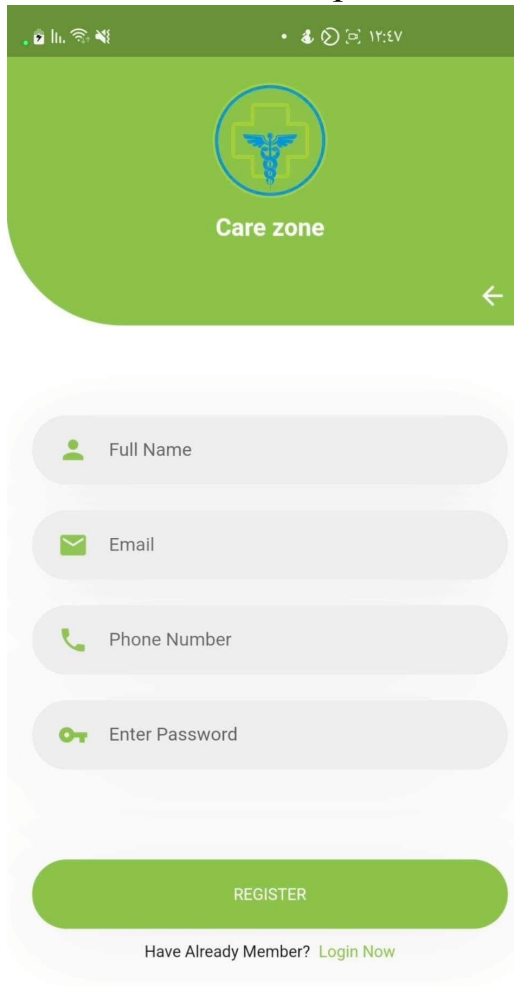 ١٢:٤٧
Care zone
Full Name
Email
Phone Number
Enter Password
REGISTER
Have Already Member? Login Now